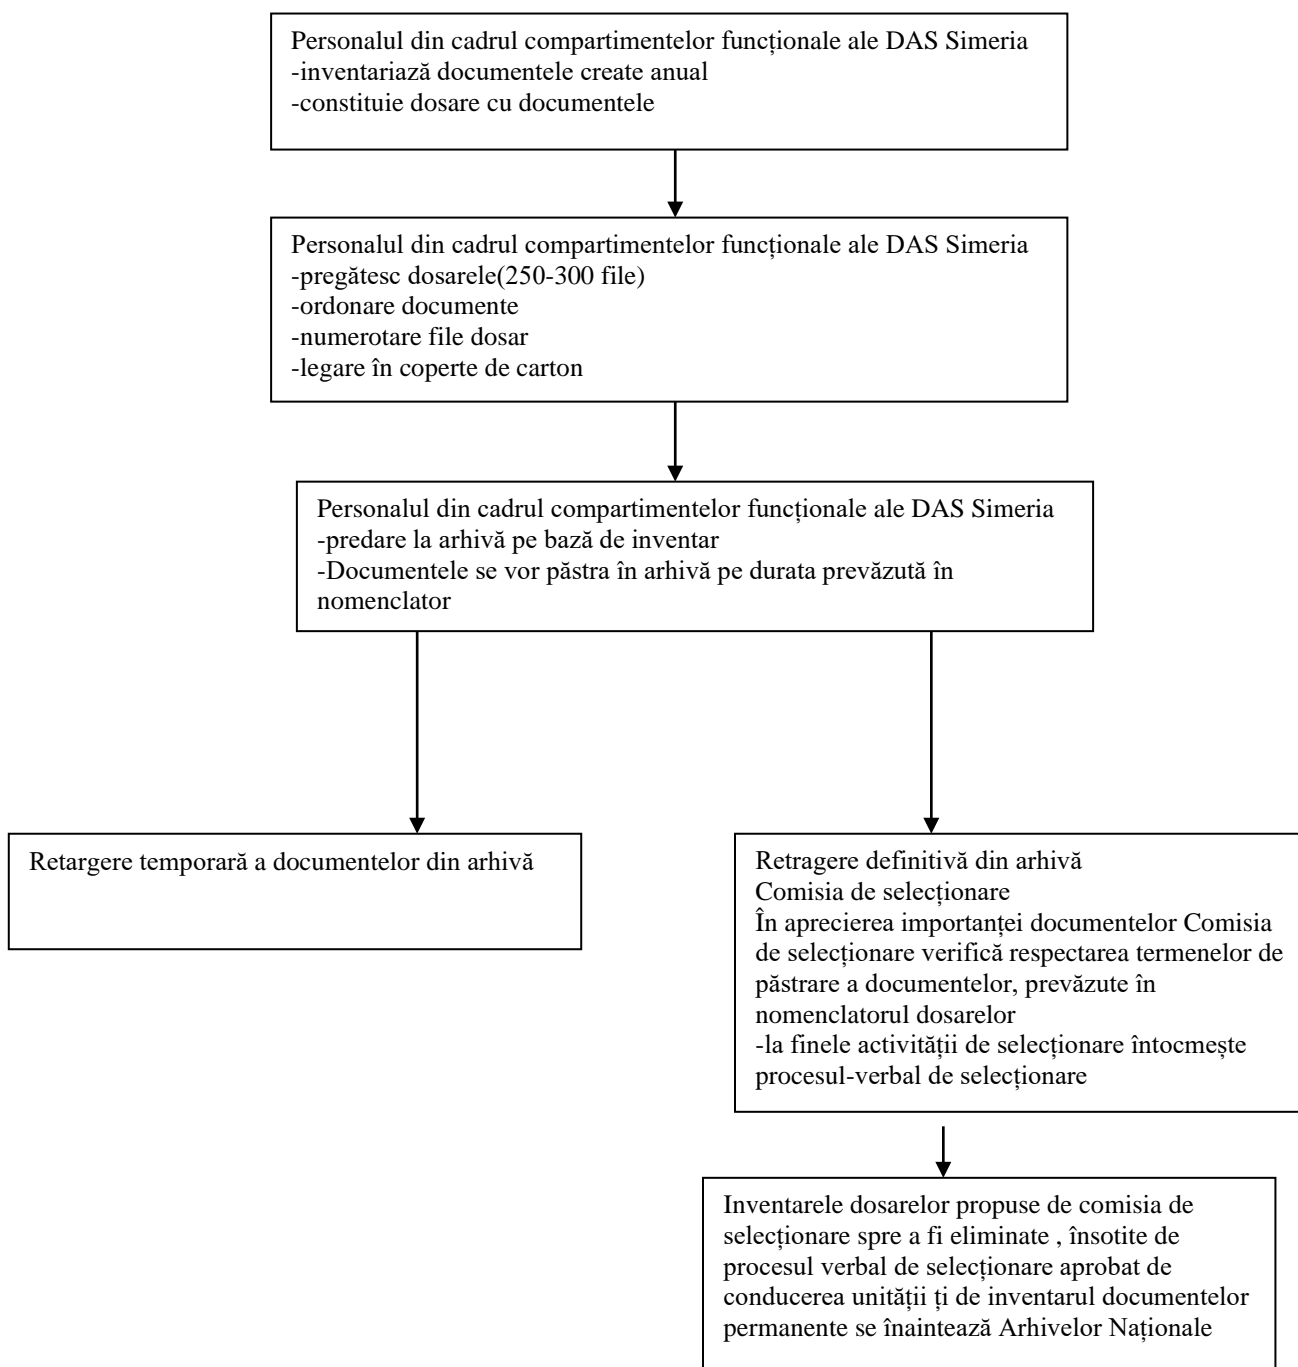 Personalul din cadrul compartimentelor funcționale ale DAS Simeria
-inventariază documentele create anual
-constituie dosare cu documentele
Personalul din cadrul compartimentelor funcționale ale DAS Simeria
-pregătesc dosarele(250-300 file)
-ordonare documente
-numerotare file dosar
-legare în coperte de carton
Personalul din cadrul compartimentelor funcționale ale DAS Simeria
-predare la arhivă pe bază de inventar
-Documentele se vor păstra în arhivă pe durata prevăzută în
nomenclator
Retargere temporară a documentelor din arhivă
Retragere definitivă din arhivă
Comisia de selecționare
În aprecierea importanței documentelor Comisia
de selecționare verifică respectarea termenelor de
păstrare a documentelor, prevăzute în
nomenclatorul dosarelor
-la finele activității de selecționare întocmește
procesul-verbal de selecționare
Inventarele dosarelor propuse de comisia de
selecționare spre a fi eliminate , însotite de
procesul verbal de selecționare aprobat de
conducerea unității ți de inventarul documentelor
permanente se înaintează Arhivelor Naționale